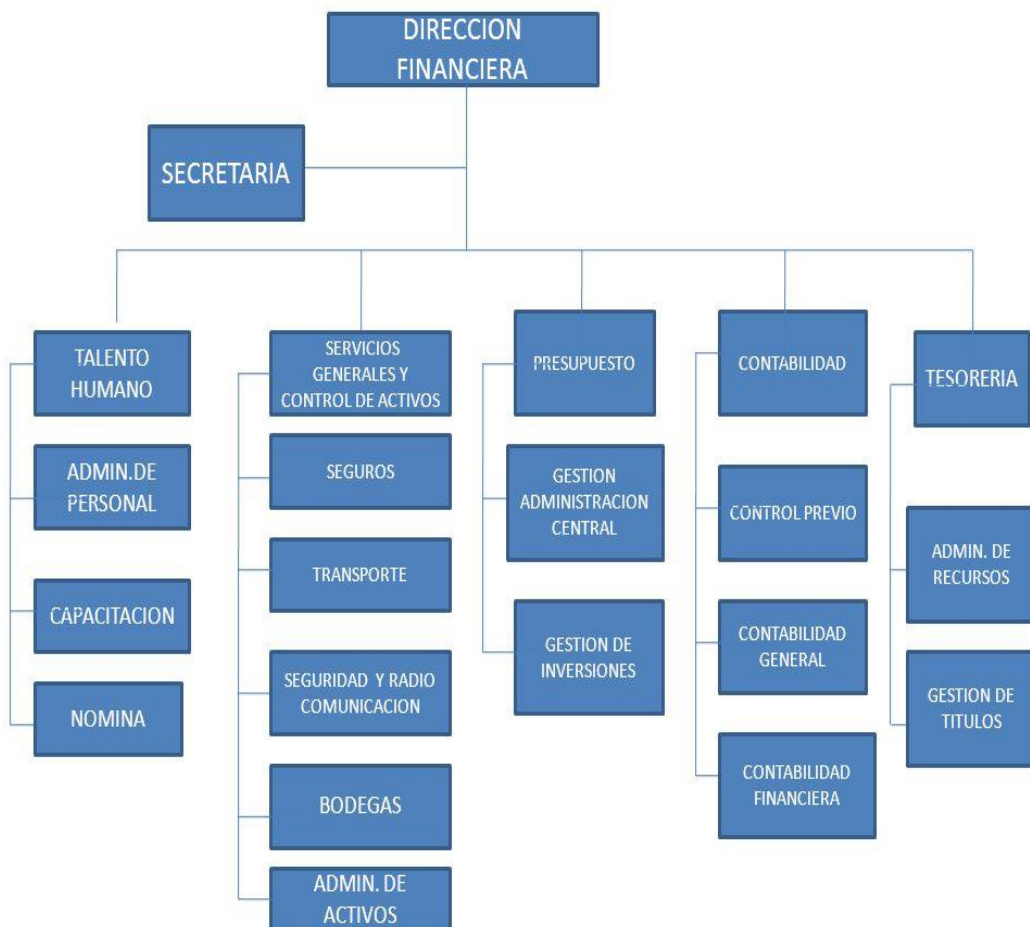 DIRECCION
FINANCIERA
SECRETARIA
TALENTO
HUMANO
ADMIN.DE
PERSONAL
CAPACITACION
NOMINA
SERVICIOS
GENERALES Y
CONTROL DE ACTIVOS
SEGUROS
TRANSPORTE
SEGURIDAD Y RADIO
COMUNICACION
BODEGAS
ADMIN. DE
ACTIVOS
PRESUPUESTO
GESTION
ADMINISTRACION
CENTRAL
GESTION DE
INVERSIONES
CONTABILIDAD
CONTROL PREVIO
CONTABILIDAD
GENERAL
CONTABILIDAD
FINANCIERA
TESORERIA
ADMIN. DE
RECURSOS
GESTION DE
TITULOS